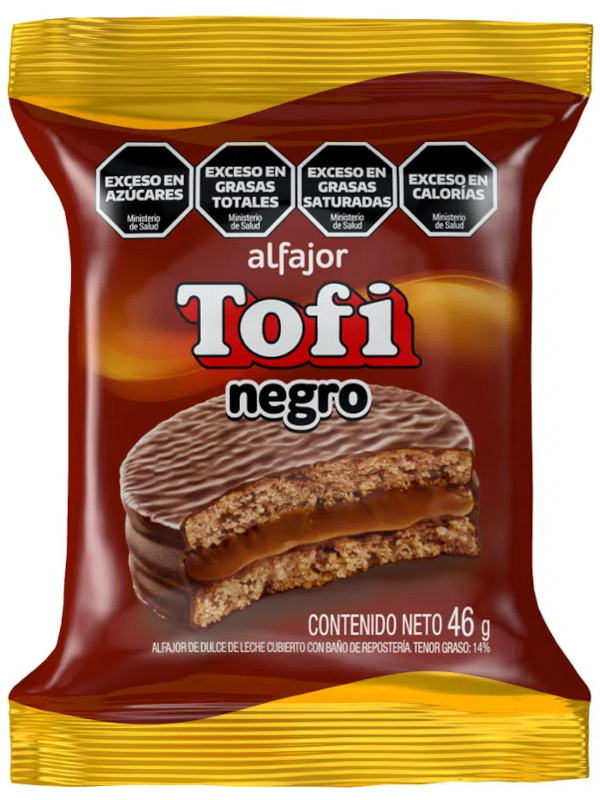 EXCESO EN
AZÚCARES
Ministerio
de Salud
EXCESO EN
GRASAS
TOTALES
Ministerio
de Salud
EXCESO EN
GRASAS
SATURADAS
Ministerio
de Salud
EXCESO EN
CALORÍAS
Ministerio
de Salud
alfajor
Tofi
negro
CONTENIDO NETO 46 g
ALFAJOR DE DULCE DE LECHE CUBIERTO CON BAÑO DE REPOSTERÍA. TENOR GRASO: 14%